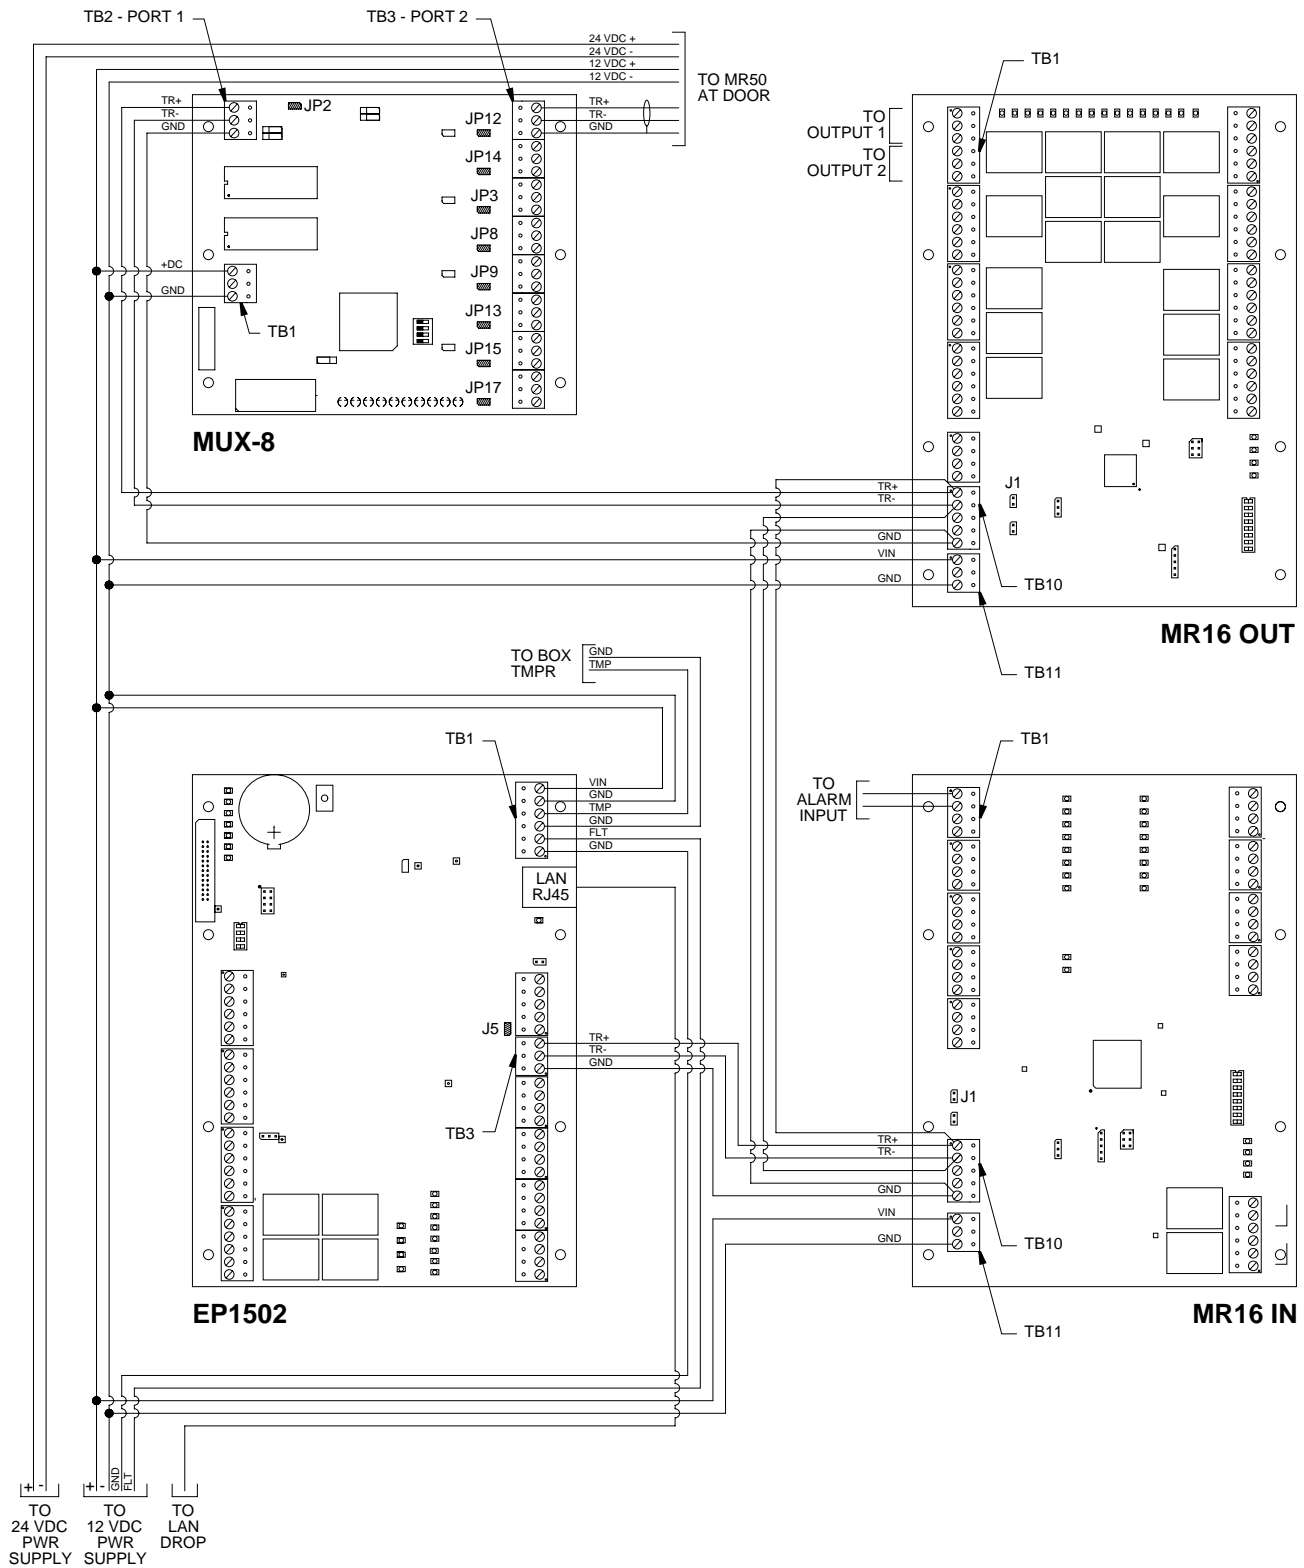 TB2 - PORT 1
TB3 - PORT 2
24 VDC +
24 VDC -
12 VDC +
12 VDC -
TO MR50
AT DOOR
TR+
TR-
GND
JP2
TR+
TR-
GND
JP12
JP14
JP3
JP8
JP9
JP13
JP15
JP17
+DC
GND
TB1
MUX-8
TB1
TO
OUTPUT 1
TO
OUTPUT 2
TR+
TR-
GND
VIN
GND
J1
TB10
MR16 OUT
TB11
TO BOX
TMPR
GND
TMP
TB1
VIN
GND
TMP
GND
FLT
GND
LAN
RJ45
J5
TR+
TR-
GND
TB3
EP1502
TB1
TO
ALARM
INPUT
J1
TR+
TR-
GND
VIN
GND
TB10
MR16 IN
TB11
+ -
TO
24 VDC
PWR
SUPPLY
+ - GND FLT
TO
12 VDC
PWR
SUPPLY
TO
LAN
DROP